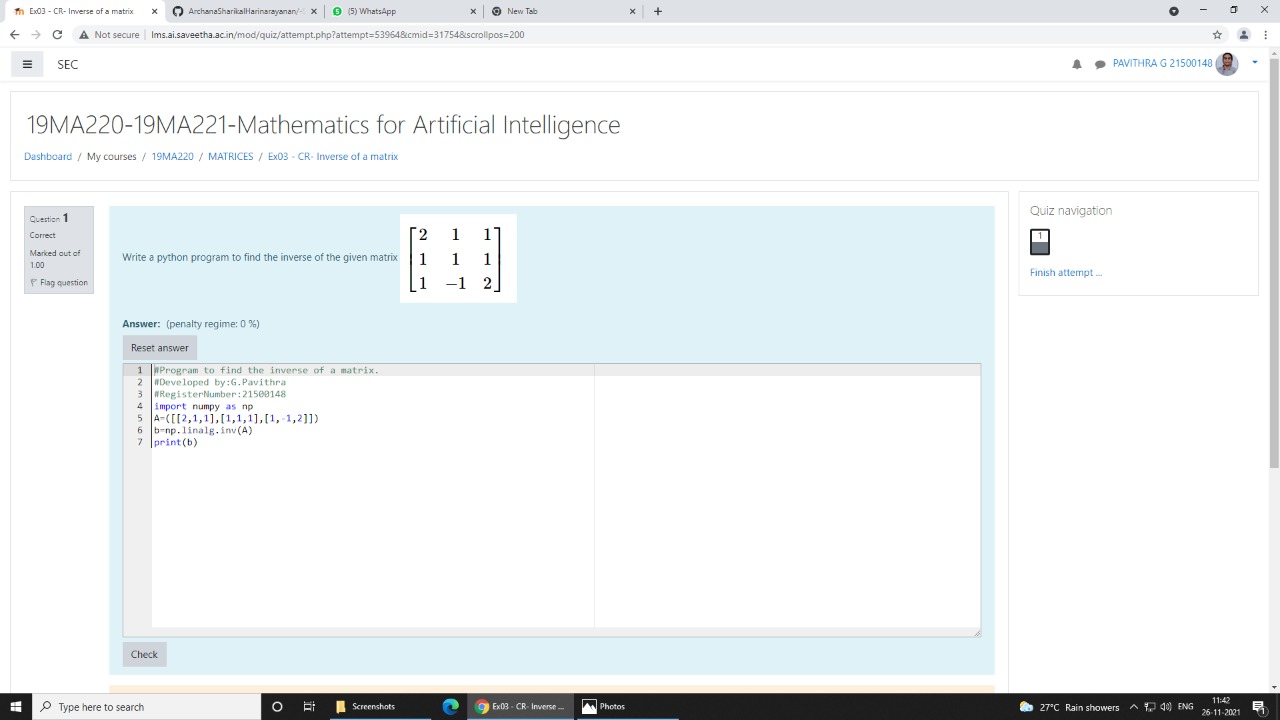 Ex03 - CR- Inverse of a matrix
ArchanaSharikaHarinarayanan/-
(5) WhatsApp
New Tab
Not secure | lms.ai.saveetha.ac.in/mod/quiz/attempt.php?attempt=53964&cmid=31754&scrollpos=200
SEC
PAVITHRA G 21500148
19MA220-19MA221-Mathematics for Artificial Intelligence
Dashboard / My courses / 19MA220 / MATRICES / Ex03 - CR- Inverse of a matrix
Question 1
Correct
Marked out of
1.00
Flag question
Write a python program to find the inverse of the given matrix
2 1 1
1 1 1
1 −1 2
Answer: (penalty regime: 0 %)
Reset answer
1 #Program to find the inverse of a matrix.
2 #Developed by:G.Pavithra
3 #RegisterNumber:21500148
4 import numpy as np
5 A=([[2,1,1],[1,1,1],[1,-1,2]])
6 b=np.linalg.inv(A)
7 print(b)
Check
Quiz navigation
1
Finish attempt ...
Type here to search
Screenshots
Ex03 - CR- Inverse ...
Photos
27°C Rain showers
ENG
11:42
26-11-2021
1